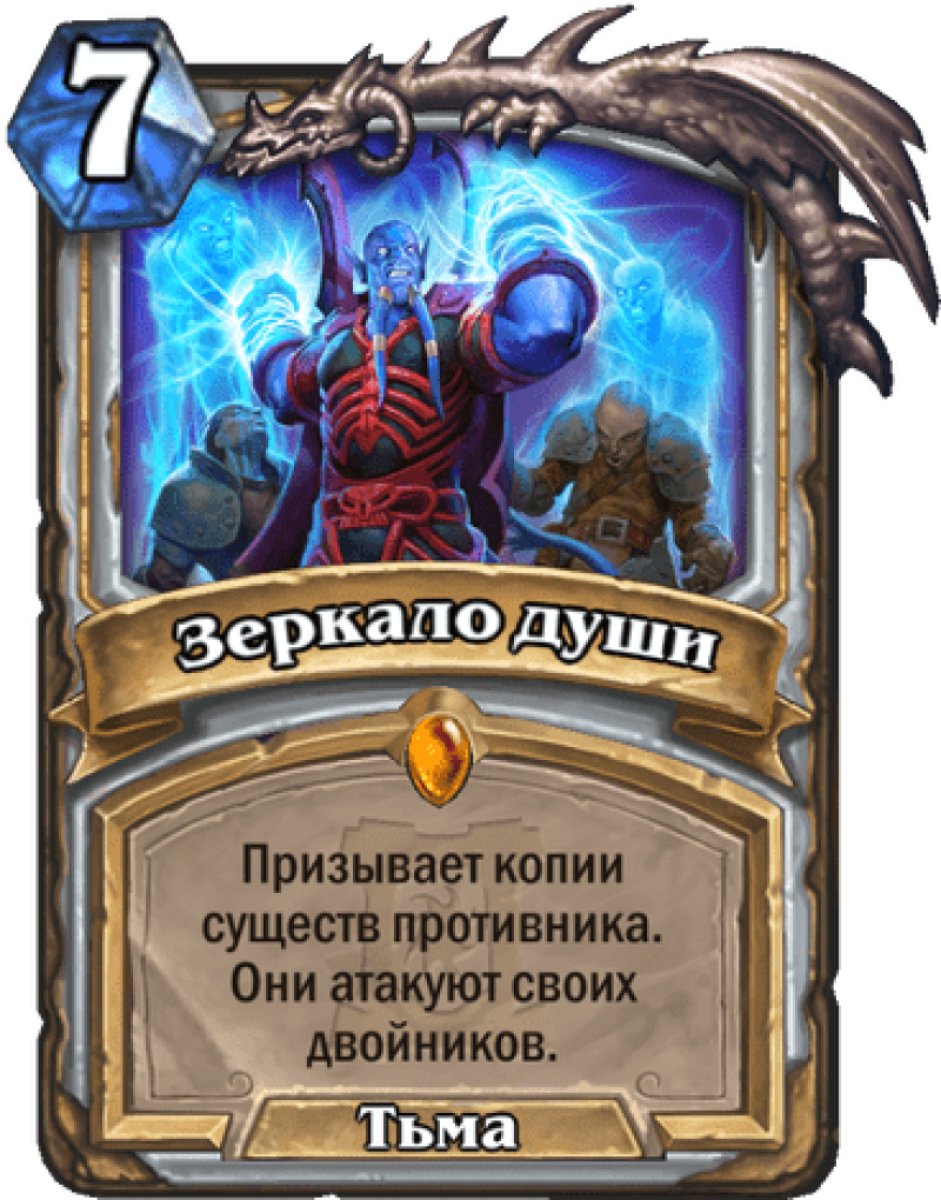 7
Зеркало души
Призывает копии
существ противника.
Они атакуют своих
двойников.
Тьма